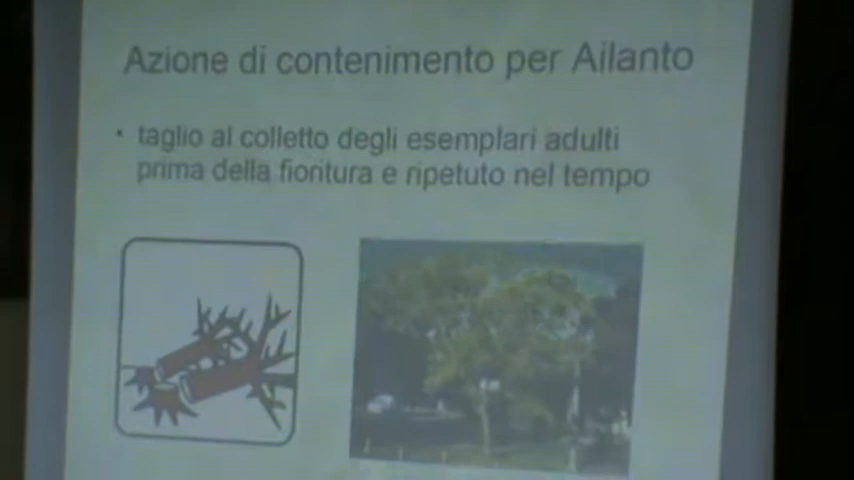 Azione di contenimento per Ailanto
• taglio al colletto degli esemplari adulti
prima della fioritura e ripetuto nel tempo